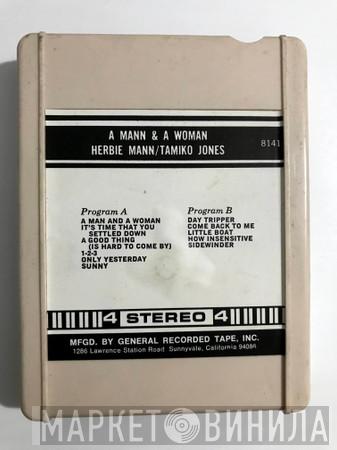 A MANN & A WOMAN
HERBIE MANN/TAMIKO JONES
8141
Program A
A MAN AND A WOMAN
IT'S TIME THAT YOU
SETTLED DOWN
A GOOD THING
(IS HARD TO COME BY)
1-2-3
ONLY YESTERDAY
SUNNY
Program B
DAY TRIPPER
COME BACK TO ME
LITTLE BOAT
HOW INSENSITIVE
SIDEWINDER
4 STEREO 4
MFGD. BY GENERAL RECORDED TAPE, INC.
1286 Lawrence Station Road Sunnyvale, California 94086
МАРКЕТ ВИНИЛА